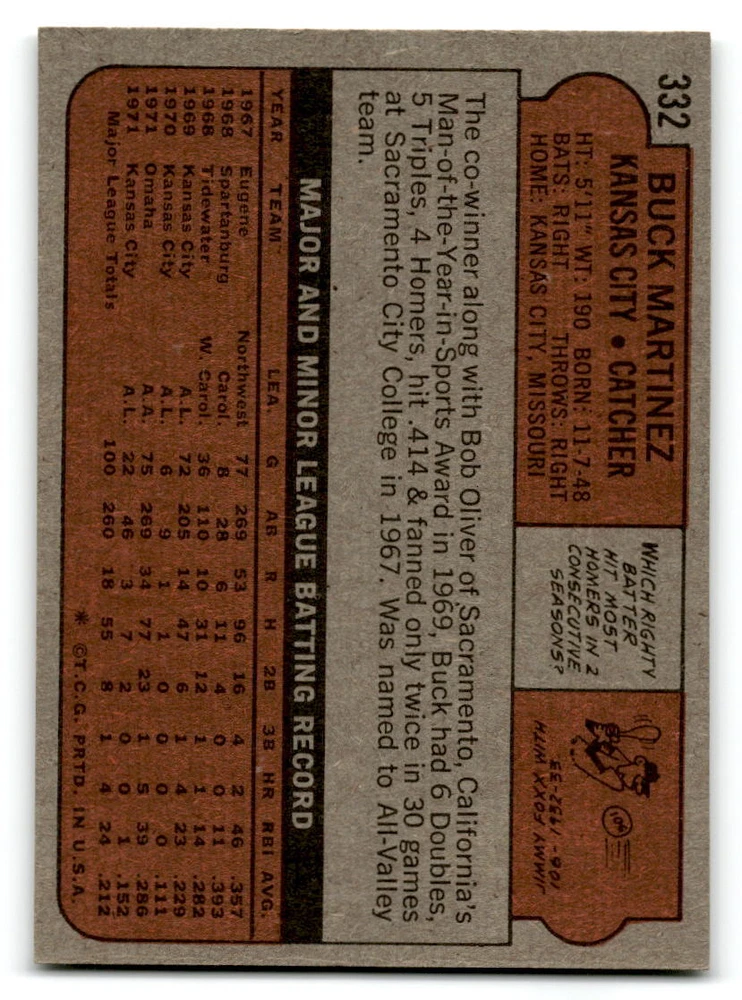 332
BUCK MARTINEZ
KANSAS CITY • CATCHER
HT: 5'11" WT: 190 BORN: 11-7-48
BATS: RIGHT THROWS: RIGHT
HOME: KANSAS CITY, MISSOURI
WHICH RIGHTY
BATTER
HIT MOST
HOMERS IN 2
CONSECUTIVE
SEASONS?
106
JIMMY FOXX WITH
106 - 1932-33
The co-winner along with Bob Oliver of Sacramento, California's
Man-of-the-Year-in-Sports Award in 1969, Buck had 6 Doubles,
5 Triples, 4 Homers, hit .414 & fanned only twice in 30 games
at Sacramento City College in 1967. Was named to All-Valley
team.
MAJOR AND MINOR LEAGUE BATTING RECORD
YEAR TEAM LEA. G AB R H 2B 3B HR RBI AVG.
1967 Eugene Northwest 77 269 53 96 16 4 2 46 .357
1968 Spartanburg Carol. 8 28 6 11 4 0 0 11 .393
1968 Tidewater W. Carol. 36 110 10 31 12 1 1 14 .282
1969 Kansas City A.L. 72 205 14 47 6 1 4 23 .229
1970 Kansas City A.L. 6 9 1 1 0 0 0 0 .111
1971 Omaha A.A. 75 269 34 77 23 1 5 39 .286
1971 Kansas City A.L. 22 46 3 7 2 0 0 1 .152
Major League Totals 100 260 18 55 8 1 4 24 .212
* ©T.C.G. PRTD. IN U.S.A.